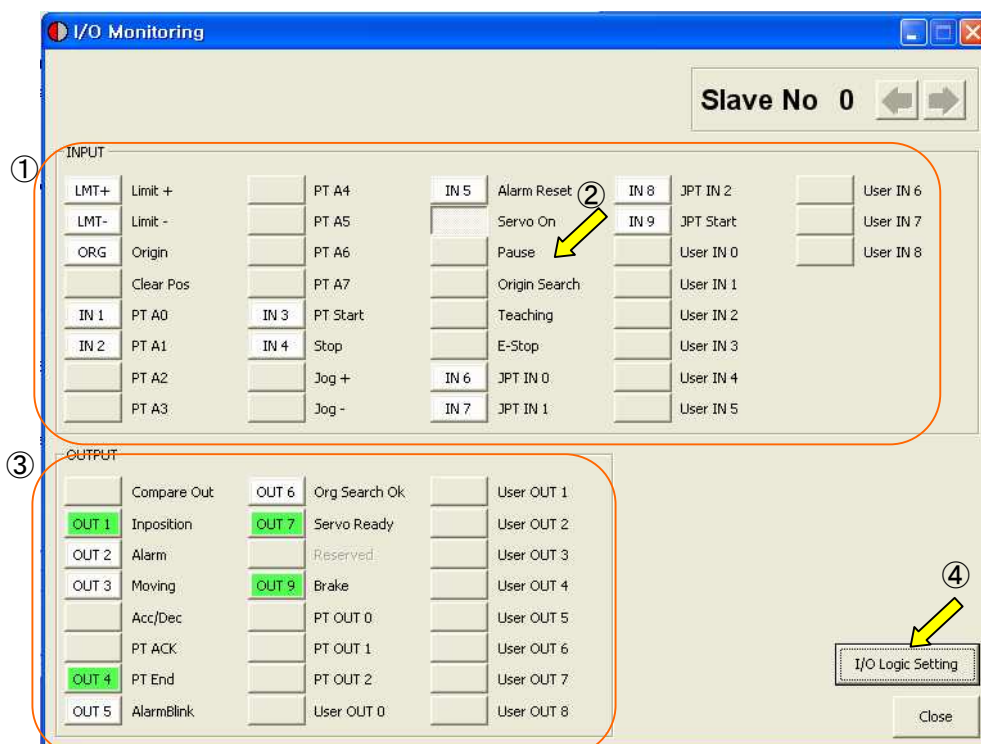 I/O Monitoring
Slave No 0
①
INPUT
②
LMT+ Limit + PT A4 IN 5 Alarm Reset IN 8 JPT IN 2 User IN 6
LMT- Limit - PT A5 Servo On IN 9 JPT Start User IN 7
ORG Origin PT A6 Pause User IN 0 User IN 8
Clear Pos PT A7 Origin Search User IN 1
IN 1 PT A0 IN 3 PT Start Teaching User IN 2
IN 2 PT A1 IN 4 Stop E-Stop User IN 3
PT A2 Jog + IN 6 JPT IN 0 User IN 4
PT A3 Jog - IN 7 JPT IN 1 User IN 5
③
OUTPUT
Compare Out OUT 6 Org Search Ok User OUT 1
OUT 1 Inposition OUT 7 Servo Ready User OUT 2
OUT 2 Alarm Reserved User OUT 3
OUT 3 Moving OUT 9 Brake User OUT 4
Acc/Dec PT OUT 0 User OUT 5
PT ACK PT OUT 1 User OUT 6
OUT 4 PT End PT OUT 2 User OUT 7
OUT 5 AlarmBlink User OUT 0 User OUT 8
④
I/O Logic Setting
Close